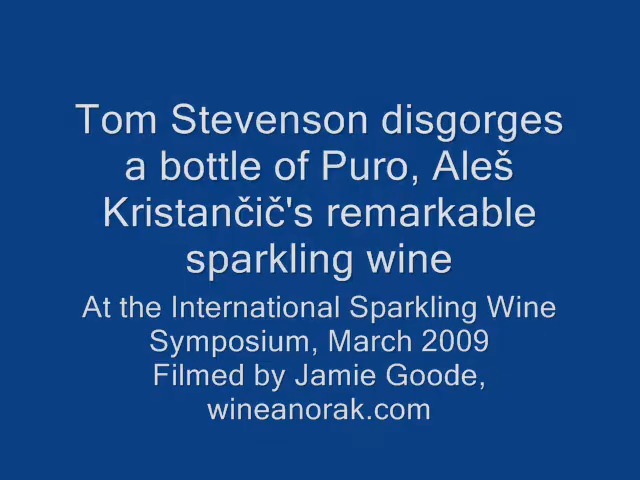 Tom Stevenson disgorges
a bottle of Puro, Aleš
Kristančič's remarkable
sparkling wine
At the International Sparkling Wine
Symposium, March 2009
Filmed by Jamie Goode,
wineanorak.com